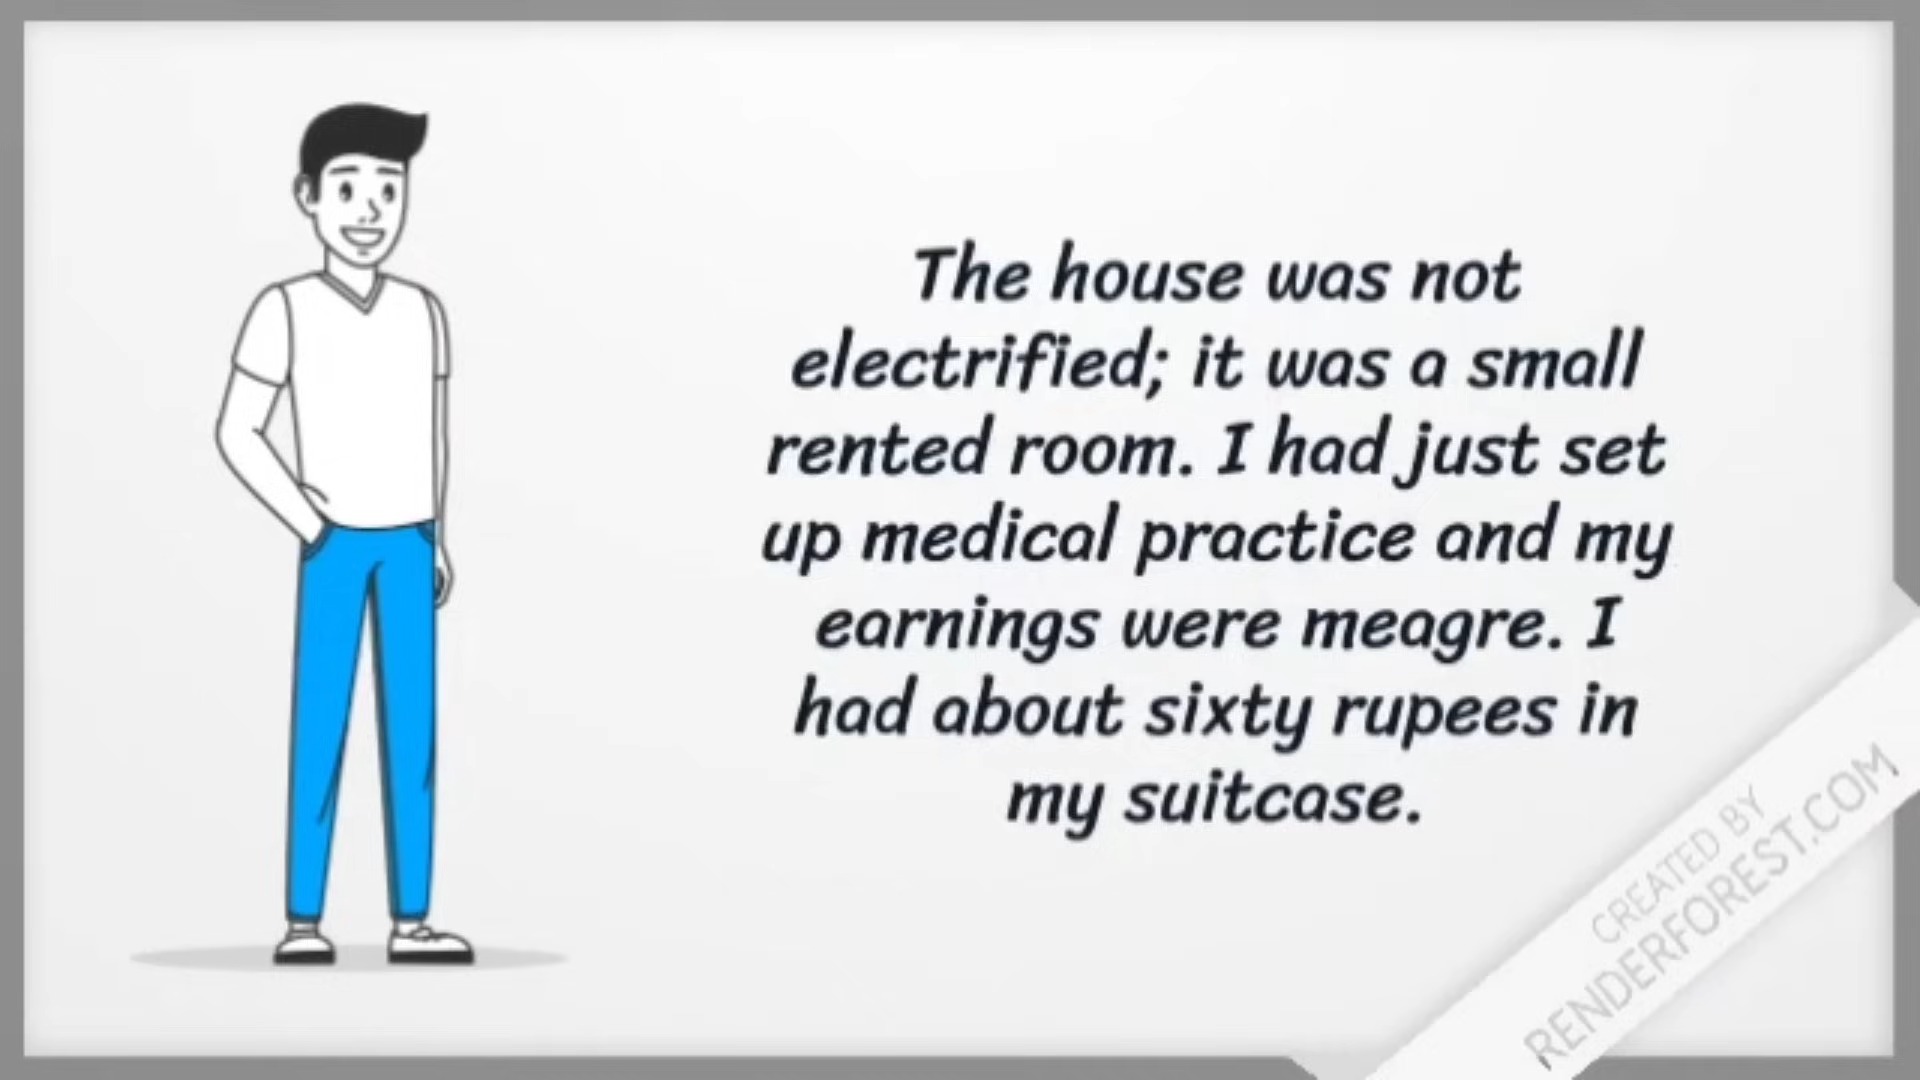 The house was not
electrified; it was a small
rented room. I had just set
up medical practice and my
earnings were meagre. I
had about sixty rupees in
my suitcase.
CREATED BY
RENDERFOREST.COM